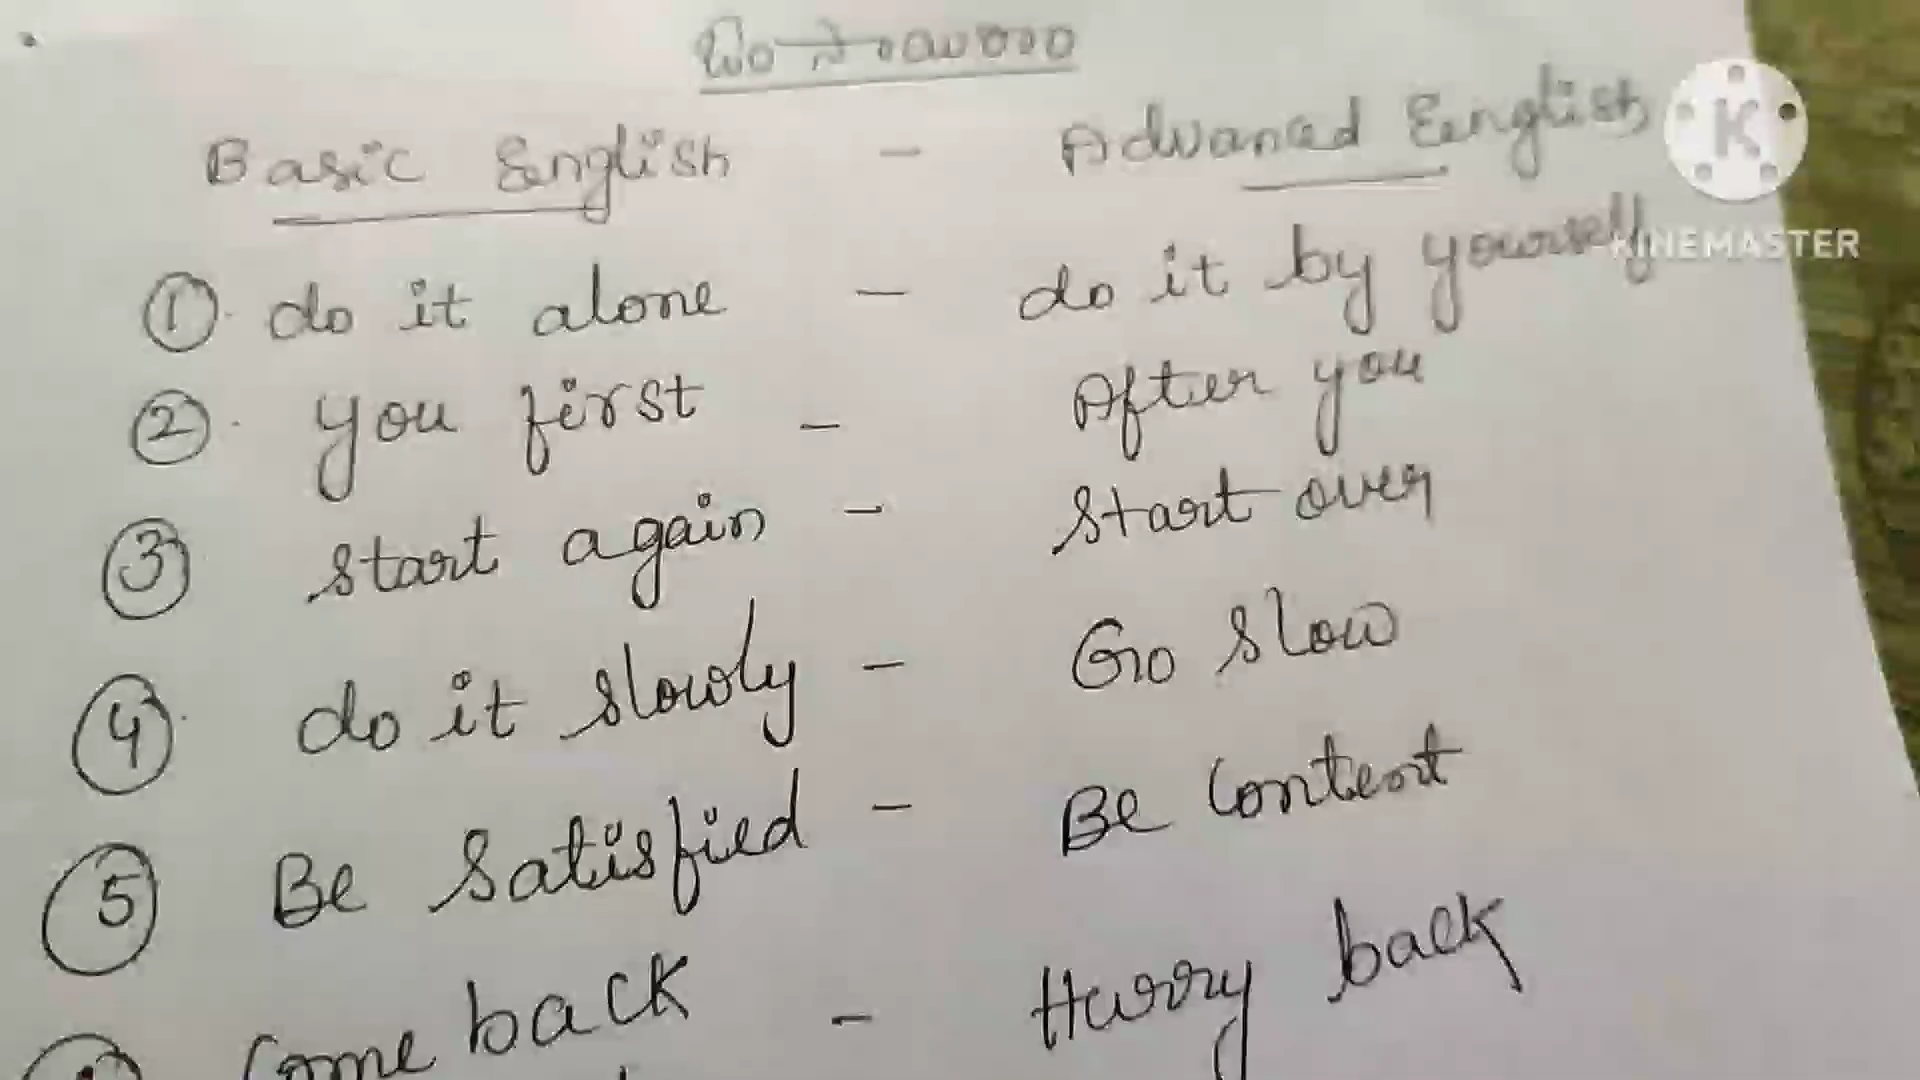 Basic English - Advanced English
① do it alone - do it by yourself
② you first - After you
③ start again - Start over
④ do it slowly - Go slow
⑤ Be Satisfied - Be Content
Come back - Hurry back
K
KINEMASTER